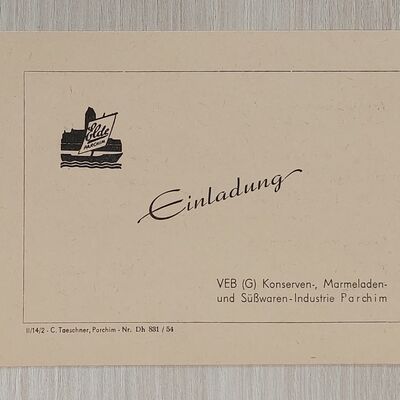 Elde
PARCHIM
Einladung
VEB (G) Konserven-, Marmeladen-
und Süßwaren-Industrie Parchim
II/14/2 - C. Taeschner, Parchim - Nr. Dh 831 / 54